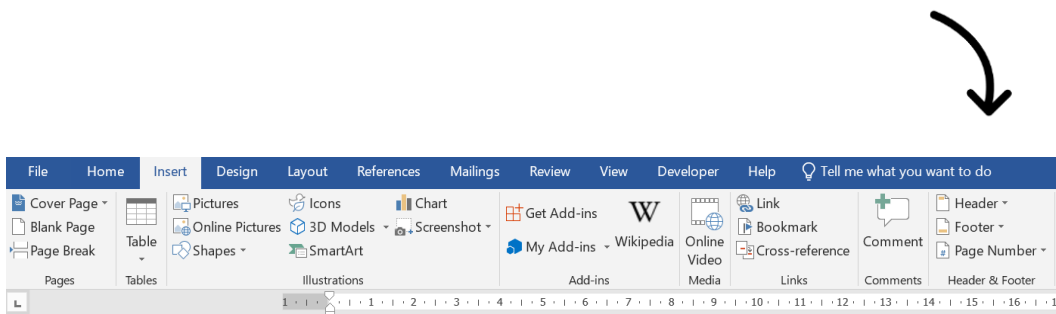 File Home Insert Design Layout References Mailings Review View Developer Help Tell me what you want to do
Cover Page
Blank Page
Page Break
Pages
Table
Tables
Pictures
Online Pictures
Shapes
Icons
3D Models
SmartArt
Chart
Screenshot
Illustrations
Get Add-ins
My Add-ins
W
Wikipedia
Add-ins
Online
Video
Media
Link
Bookmark
Cross-reference
Links
Comment
Comments
Header
Footer
# Page Number
Header & Footer
L 1 1 2 3 4 5 6 7 8 9 10 11 12 13 14 15 16 1